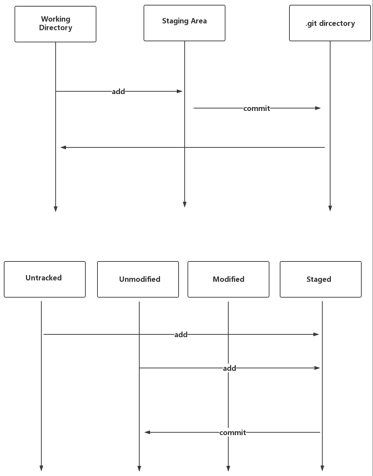 Working
Directory
Staging Area
.git dircectory
add
commit
Untracked
Unmodified
Modified
Staged
add
add
commit